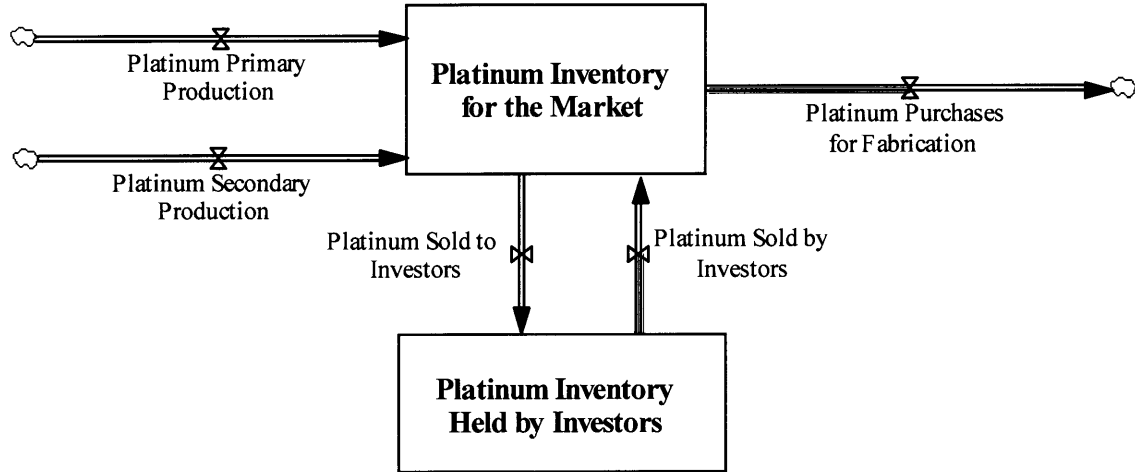 Platinum Primary
Production
Platinum Inventory
for the Market
Platinum Purchases
for Fabrication
Platinum Secondary
Production
Platinum Sold to
Investors
Platinum Sold by
Investors
Platinum Inventory
Held by Investors